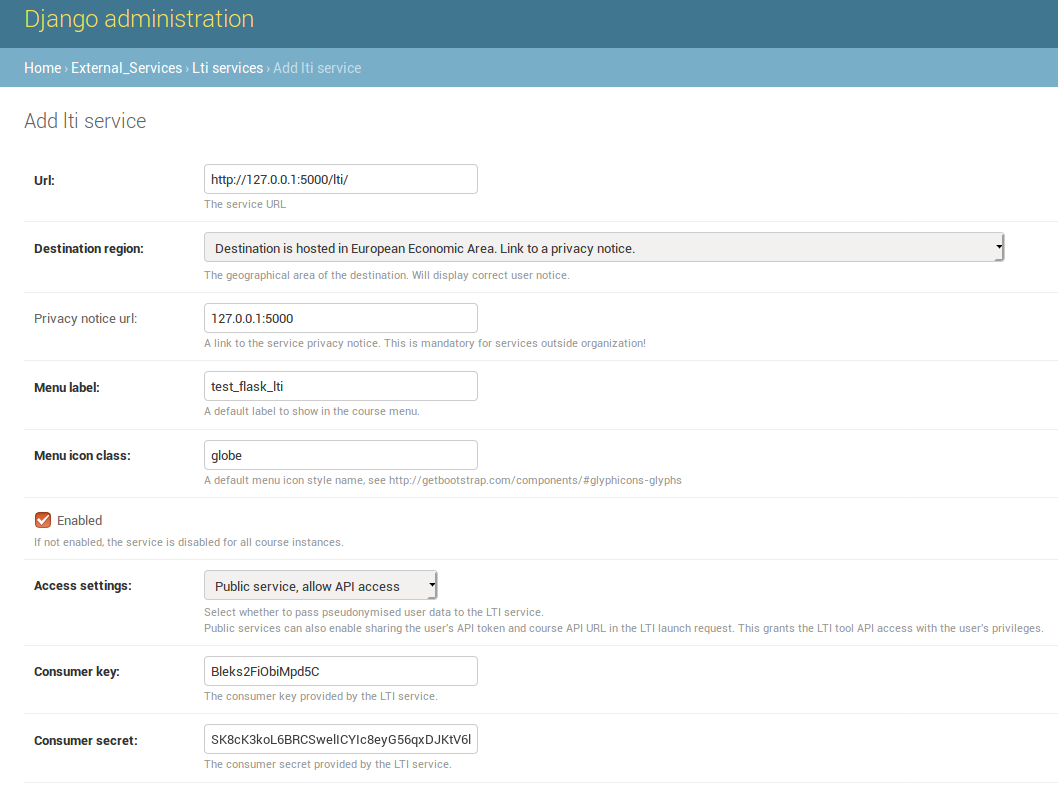 Django administration
Home › External_Services › Lti services › Add lti service
Add lti service
Url: http://127.0.0.1:5000/lti/
The service URL
Destination region: Destination is hosted in European Economic Area. Link to a privacy notice.
The geographical area of the destination. Will display correct user notice.
Privacy notice url: 127.0.0.1:5000
A link to the service privacy notice. This is mandatory for services outside organization!
Menu label: test_flask_lti
A default label to show in the course menu.
Menu icon class: globe
A default menu icon style name, see http://getbootstrap.com/components/#glyphicons-glyphs
Enabled
If not enabled, the service is disabled for all course instances.
Access settings: Public service, allow API access
Select whether to pass pseudonymised user data to the LTI service.
Public services can also enable sharing the user's API token and course API URL in the LTI launch request. This grants the LTI tool API access with the user's privileges.
Consumer key: Bleks2FiObiMpd5C
The consumer key provided by the LTI service.
Consumer secret: SK8cK3koL6BRCSwelICYIc8eyG56qxDJKtV6l
The consumer secret provided by the LTI service.